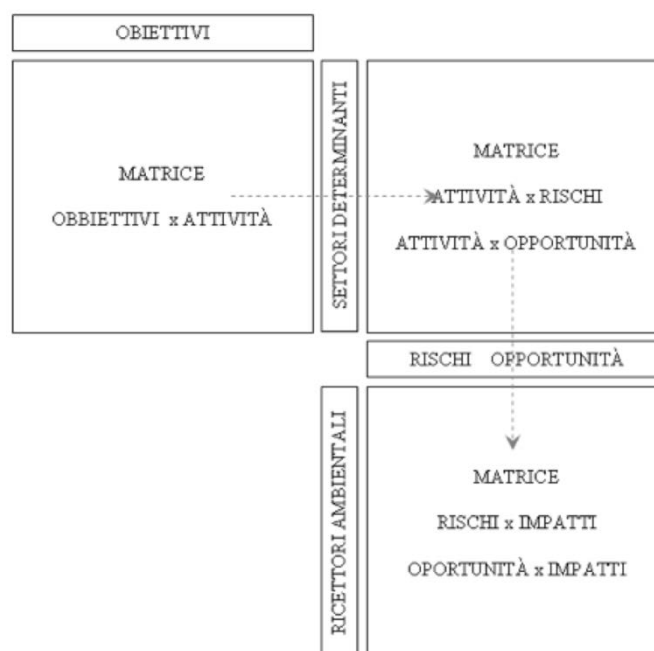 OBIETTIVI
MATRICE
OBBIETTIVI x ATTIVITÀ
SETTORI DETERMINANTI
MATRICE
ATTIVITÀ x RISCHI
ATTIVITÀ x OPPORTUNITÀ
RISCHI OPPORTUNITÀ
RICETTORI AMBIENTALI
MATRICE
RISCHI x IMPATTI
OPORTUNITÀ x IMPATTI